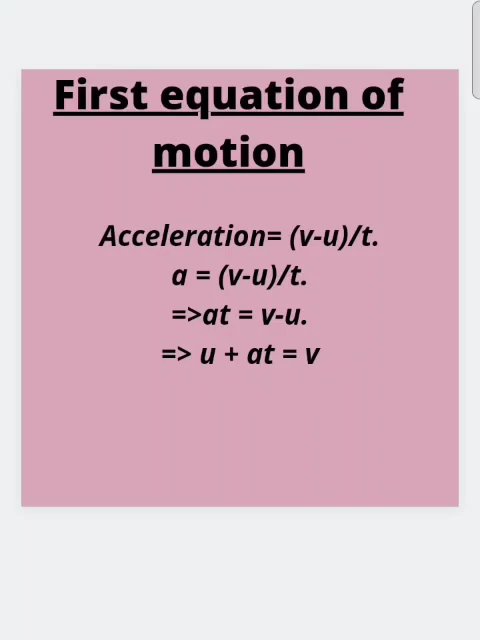 First equation of
motion
Acceleration= (v-u)/t.
a = (v-u)/t.
=>at = v-u.
=> u + at = v